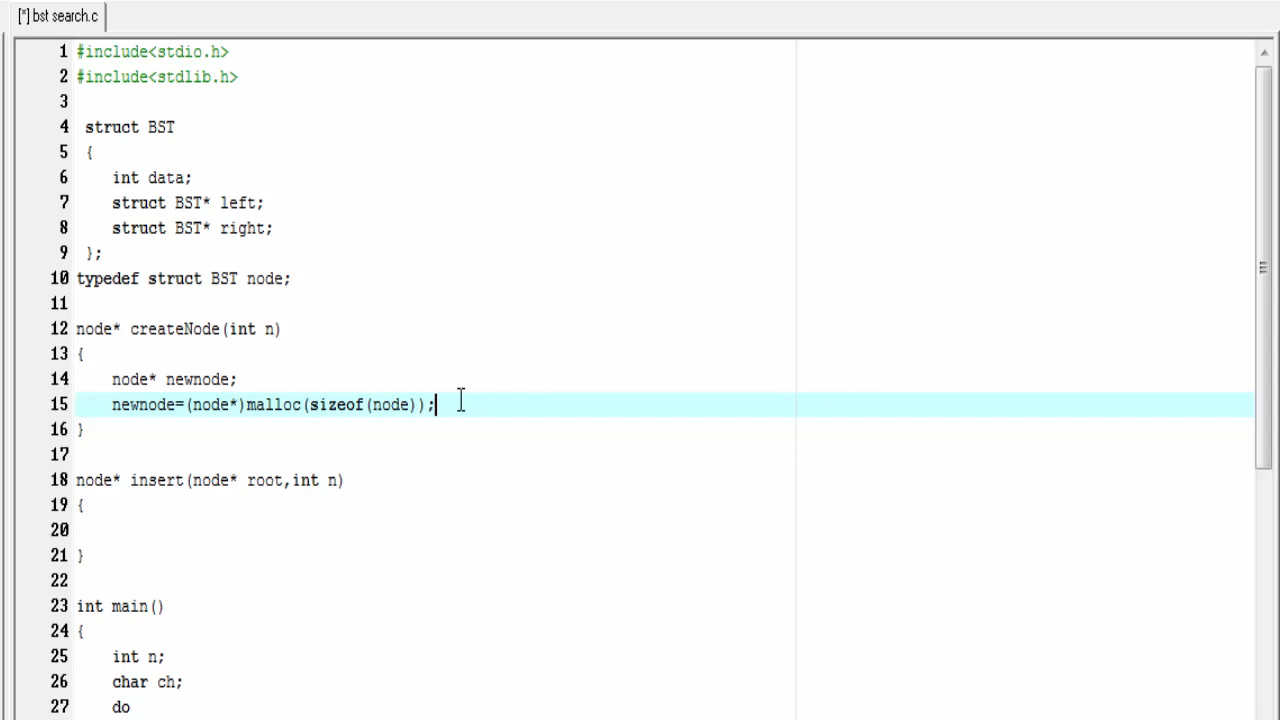 [*] bst search.c
1 #include<stdio.h>
2 #include<stdlib.h>
3
4 struct BST
5 {
6 int data;
7 struct BST* left;
8 struct BST* right;
9 };
10 typedef struct BST node;
11
12 node* createNode(int n)
13 {
14 node* newnode;
15 newnode=(node*)malloc(sizeof(node));
16 }
17
18 node* insert(node* root,int n)
19 {
20
21 }
22
23 int main()
24 {
25 int n;
26 char ch;
27 do